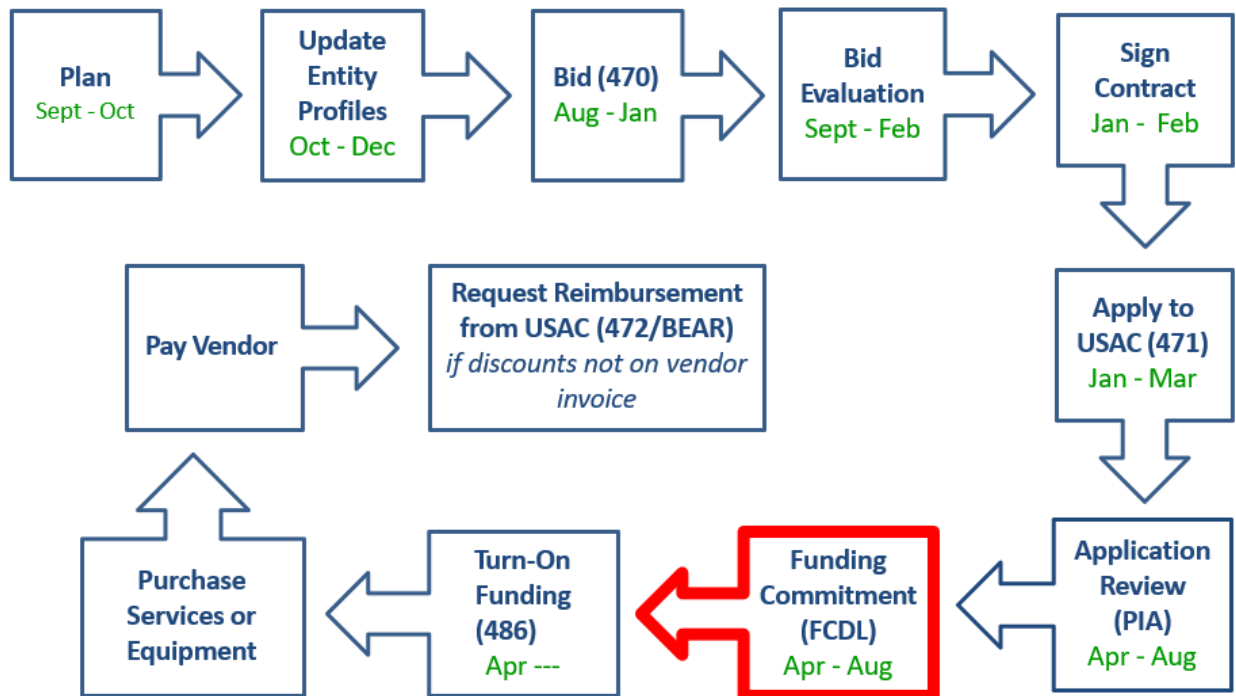 Plan
Sept - Oct
Update
Entity
Profiles
Oct - Dec
Bid (470)
Aug - Jan
Bid
Evaluation
Sept - Feb
Sign
Contract
Jan - Feb
Apply to
USAC (471)
Jan - Mar
Application
Review
(PIA)
Apr - Aug
Funding
Commitment
(FCDL)
Apr - Aug
Turn-On
Funding
(486)
Apr ---
Purchase
Services or
Equipment
Pay Vendor
Request Reimbursement
from USAC (472/BEAR)
if discounts not on vendor
invoice